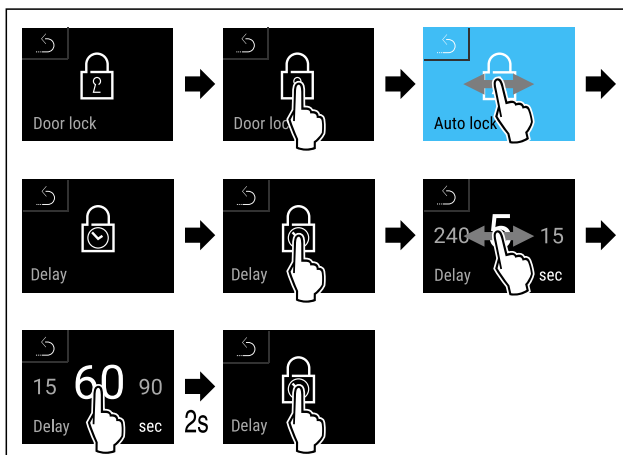 Door lock
Door loc
Auto lock
Delay
Delay
240 5 15
Delay sec
15 60 90
Delay sec
2s
Delay